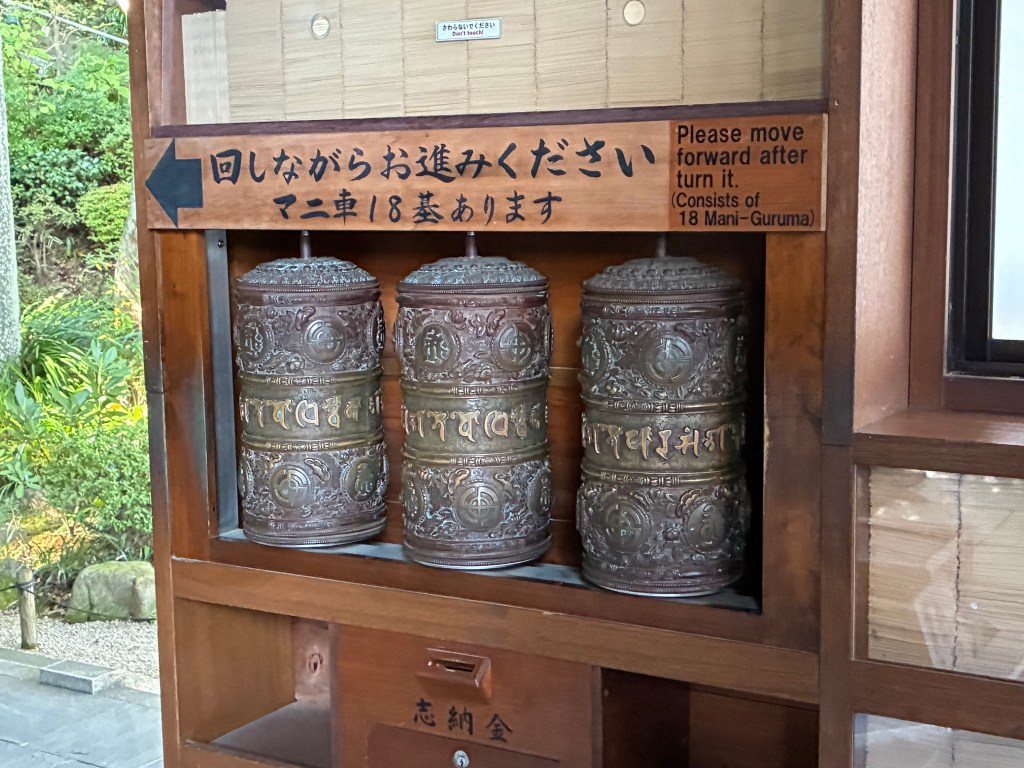 さわらないでください
Don't touch!
回しながらお進みください
マニ車18基あります
Please move
forward after
turn it.
(Consists of
18 Mani-Guruma)
志納金